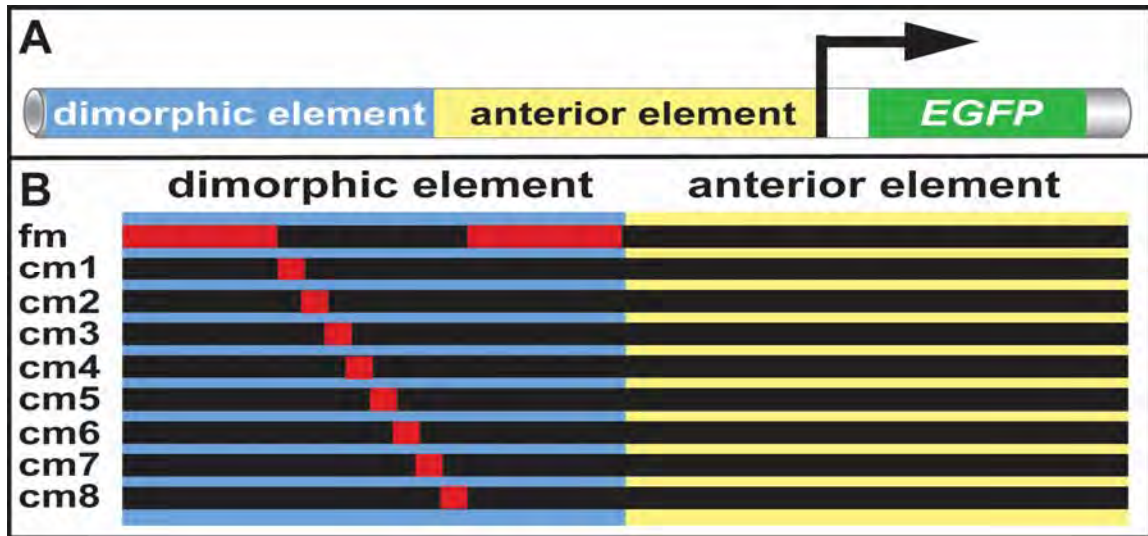 A
dimorphic element anterior element EGFP
B
dimorphic element anterior element
fm
cm1
cm2
cm3
cm4
cm5
cm6
cm7
cm8